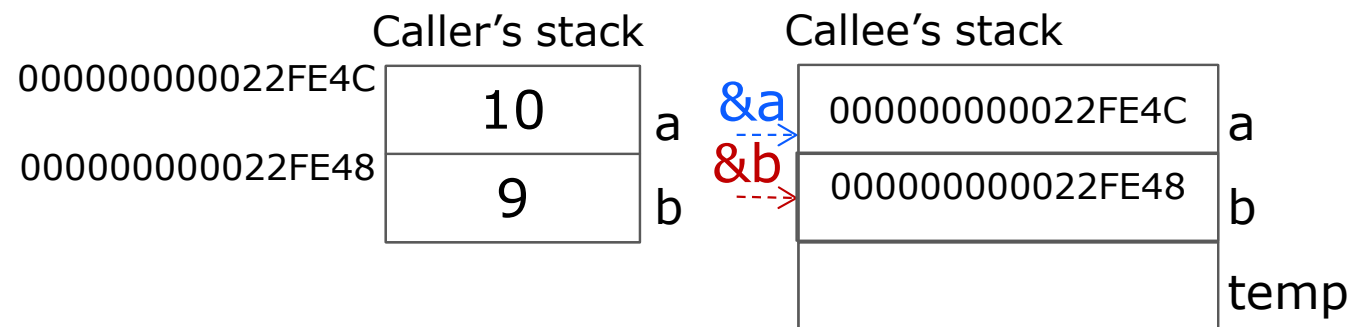 Caller's stack
Callee's stack
000000000022FE4C
10
a
&a
000000000022FE4C
a
000000000022FE48
9
b
&b
000000000022FE48
b
temp